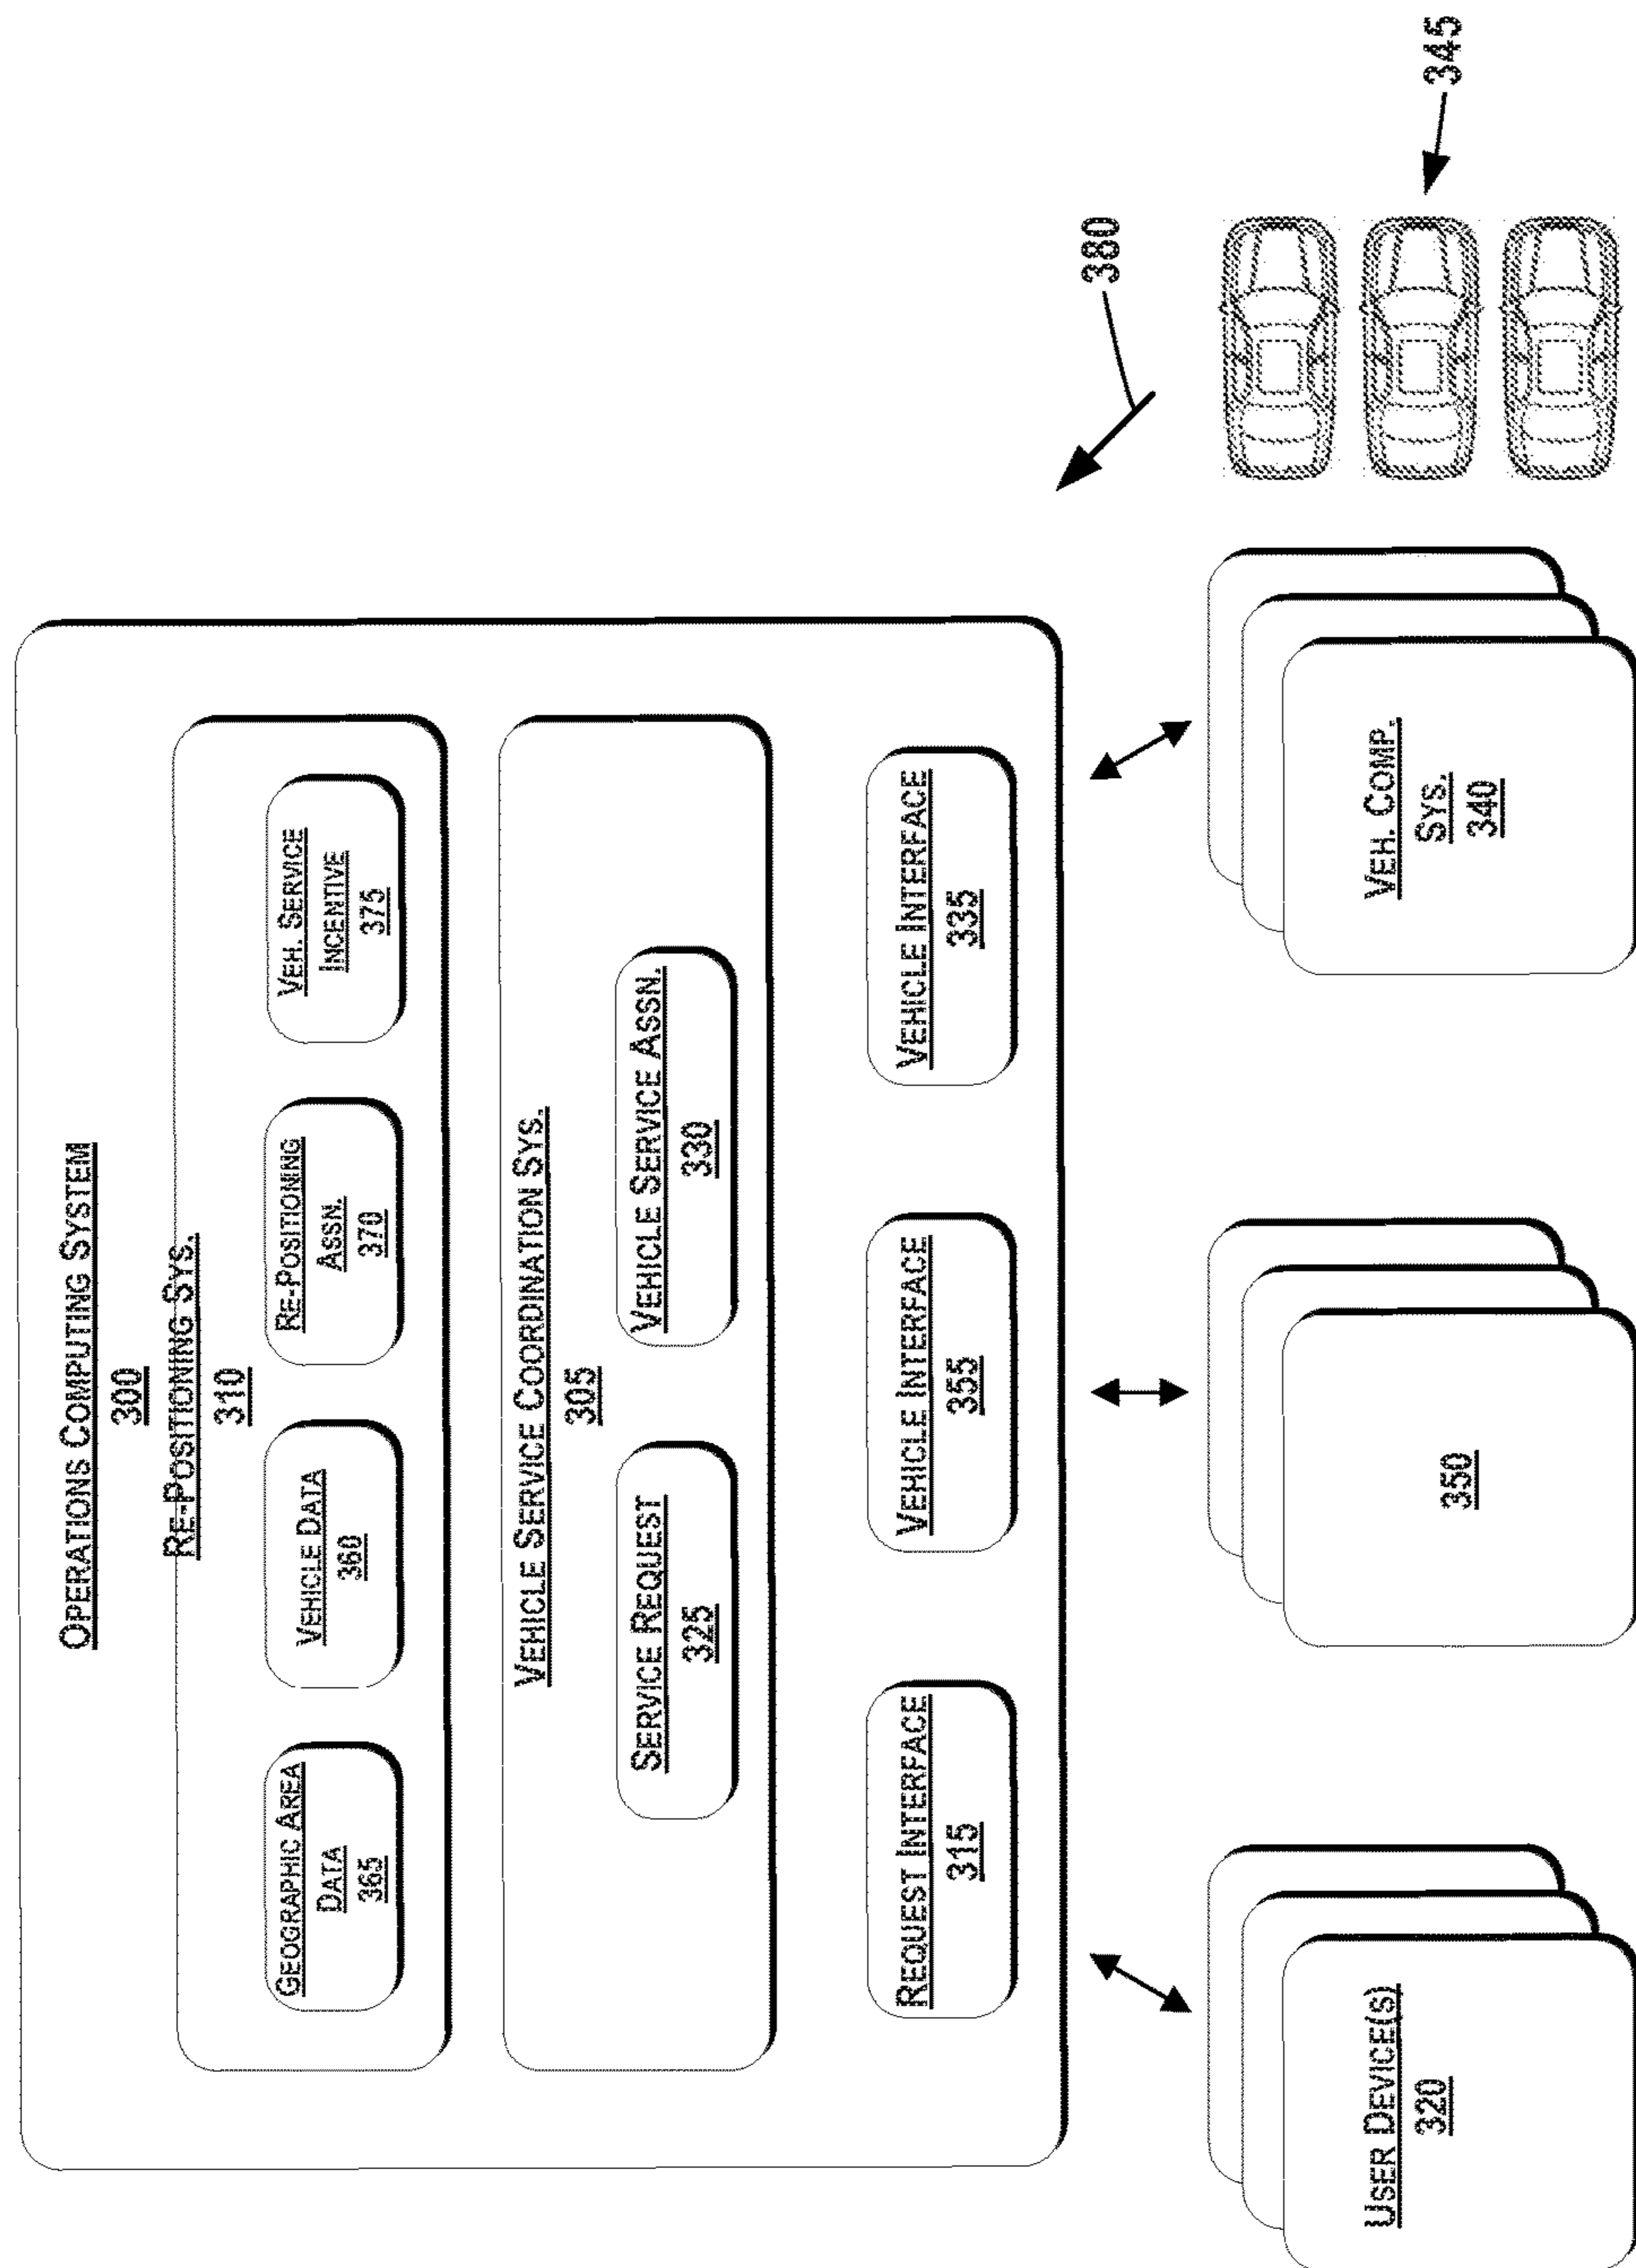 OPERATIONS COMPUTING SYSTEM
300
RE-POSITIONING SYS.
310
GEOGRAPHIC AREA
DATA
365
VEHICLE DATA
360
RE-POSITIONING
ASSN.
370
VEH. SERVICE
INCENTIVE
375
VEHICLE SERVICE COORDINATION SYS.
305
SERVICE REQUEST
325
VEHICLE SERVICE ASSN.
330
REQUEST INTERFACE
315
VEHICLE INTERFACE
355
VEHICLE INTERFACE
335
380
USER DEVICE(S)
320
350
VEH. COMP.
SYS.
340
345